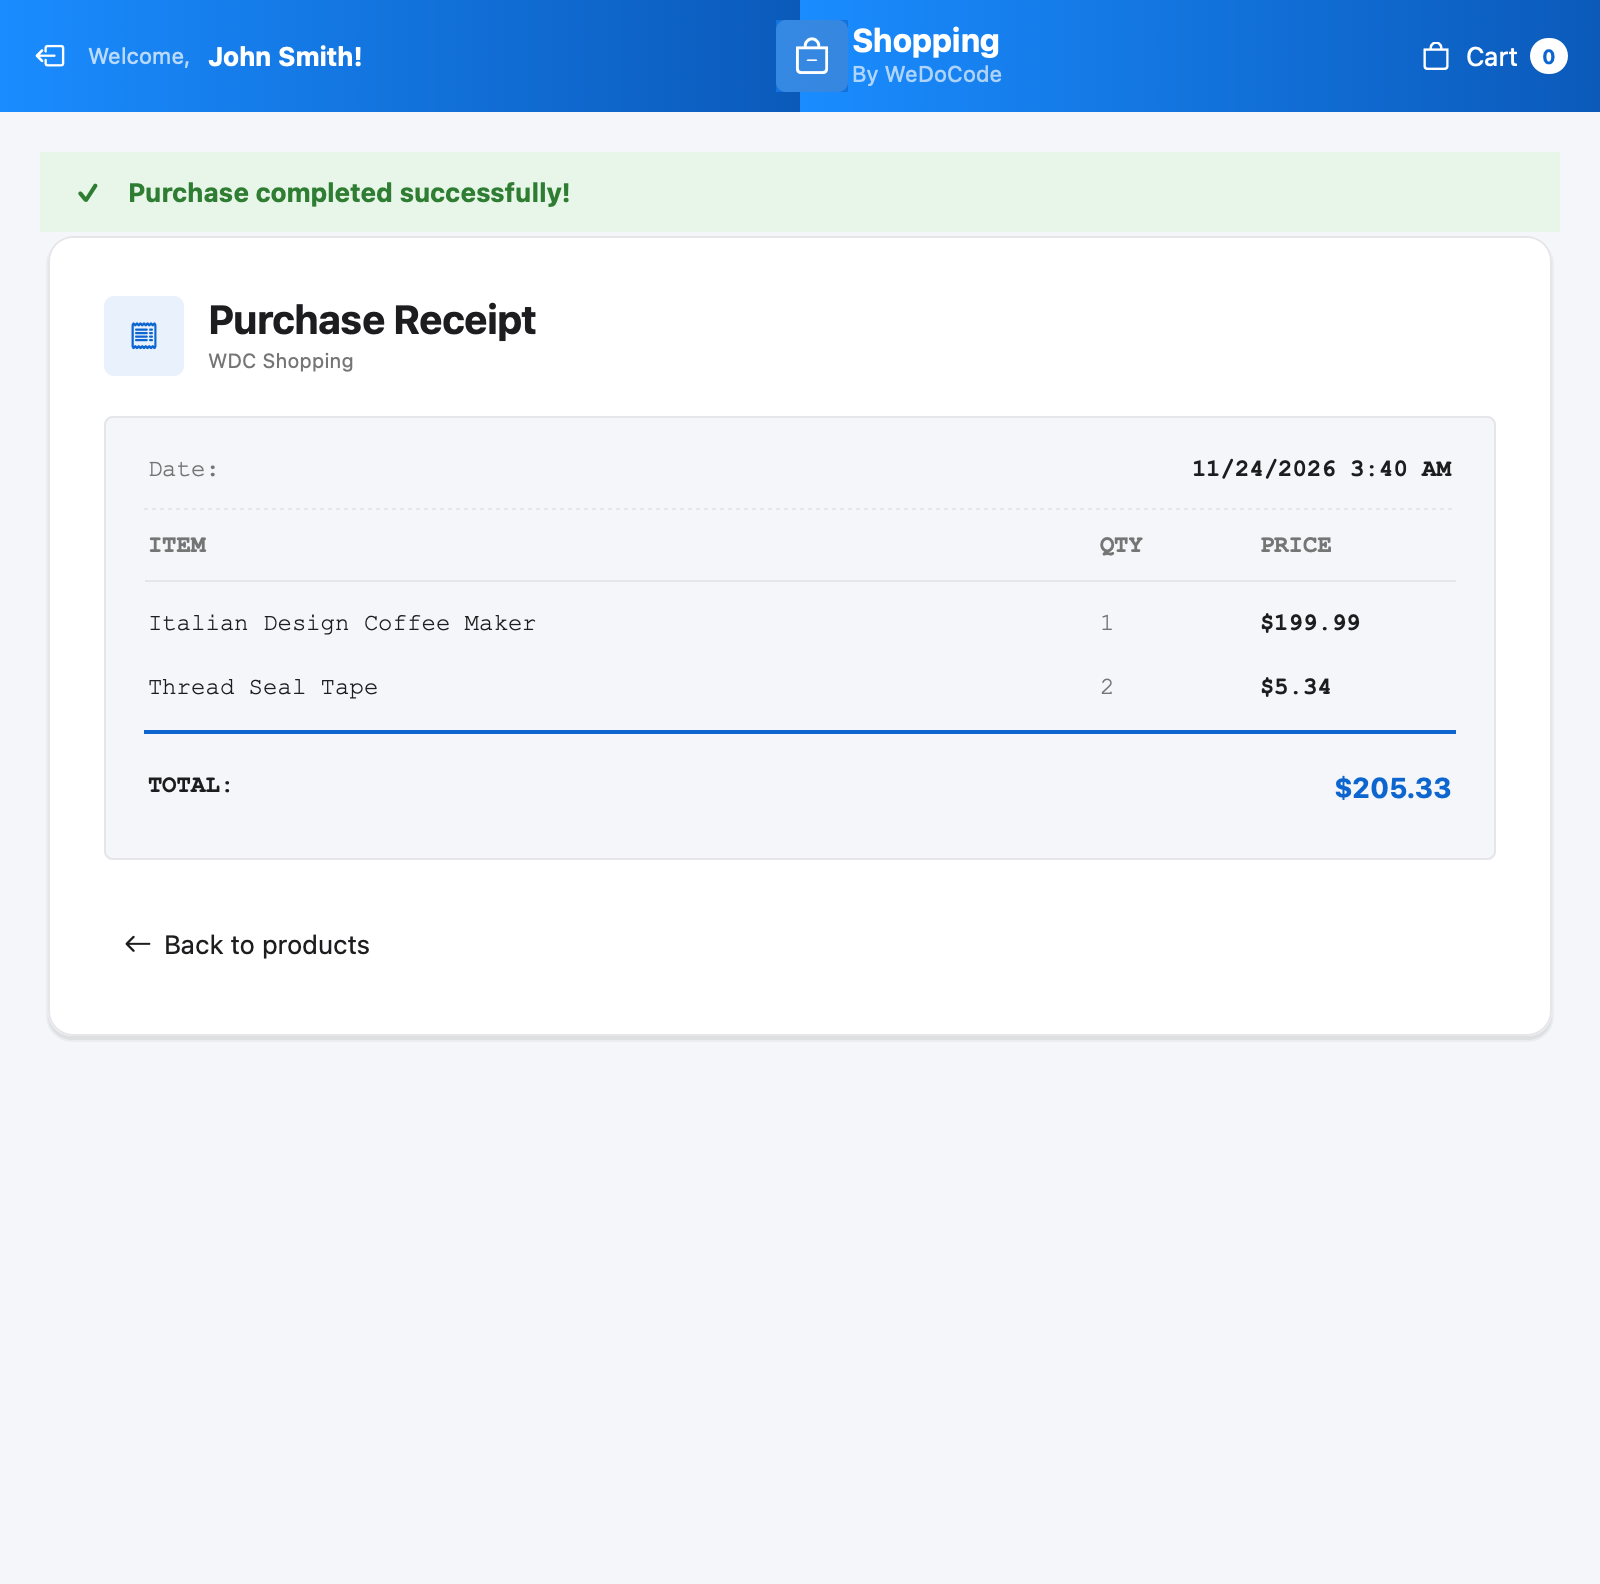 Welcome, John Smith!
Shopping
By WeDoCode
Cart 0
Purchase completed successfully!
Purchase Receipt
WDC Shopping
Date: 11/24/2026 3:40 AM
ITEM QTY PRICE
Italian Design Coffee Maker 1 $199.99
Thread Seal Tape 2 $5.34
TOTAL: $205.33
Back to products